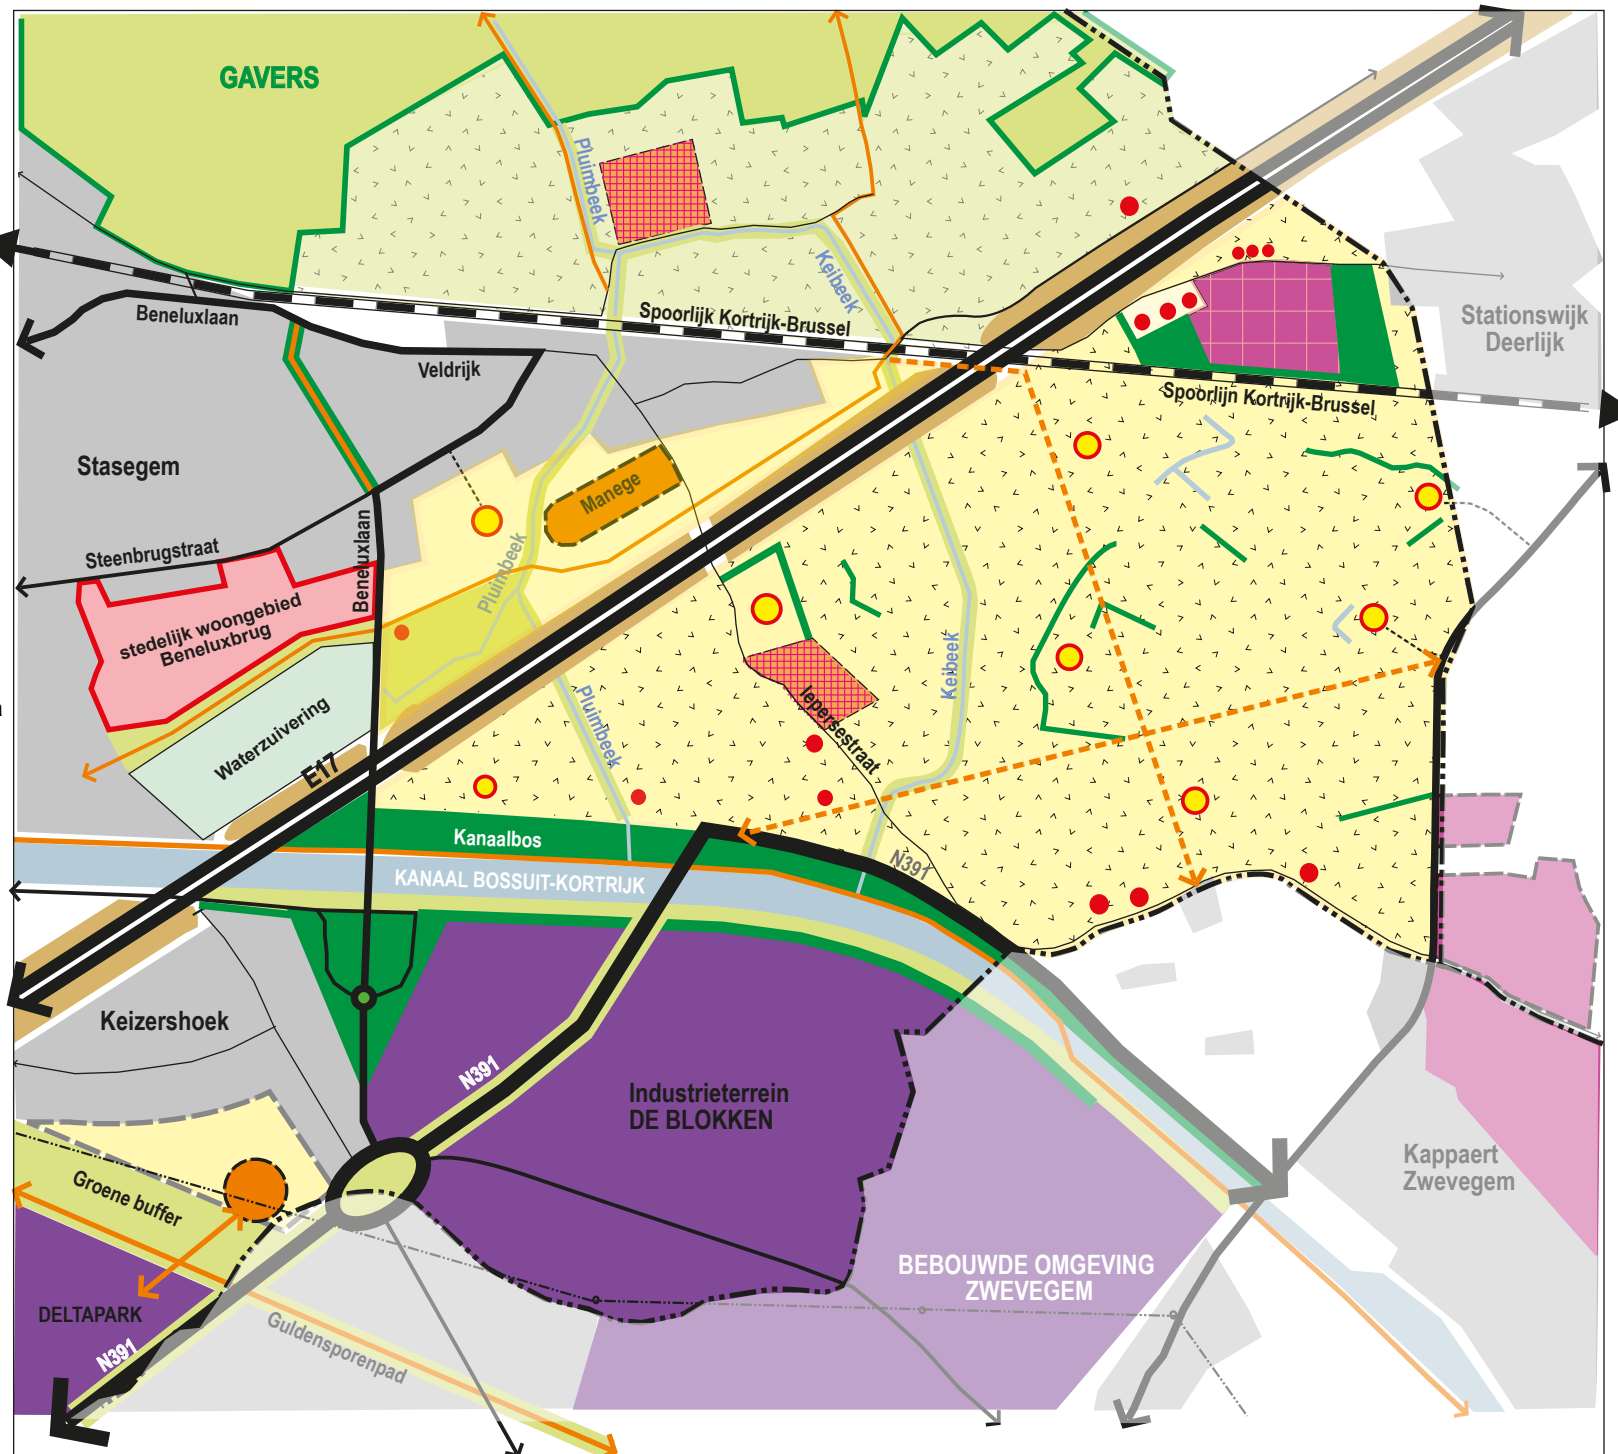 GAVERS
Pluimbeek
Keibeek
Spoorlijk Kortrijk-Brussel
Beneluxlaan
Veldrijk
Stationswijk
Deerlijk
Spoorlijn Kortrijk-Brussel
Stasegem
Manege
Steenbrugstraat
Beneluxlaan
Pluimbeek
stedelijk woongebied
Beneluxbrug
Keibeek
Iepersestraat
Pluimbeek
Waterzuivering
E17
Kanaalbos
N391
KANAAL BOSSUIT-KORTRIJK
Keizershoek
N391
Industrieterrein
DE BLOKKEN
Kappaert
Zwevegem
Groene buffer
BEBOUWDE OMGEVING
ZWEVEGEM
DELTAPARK
Guldensporenpad
N391